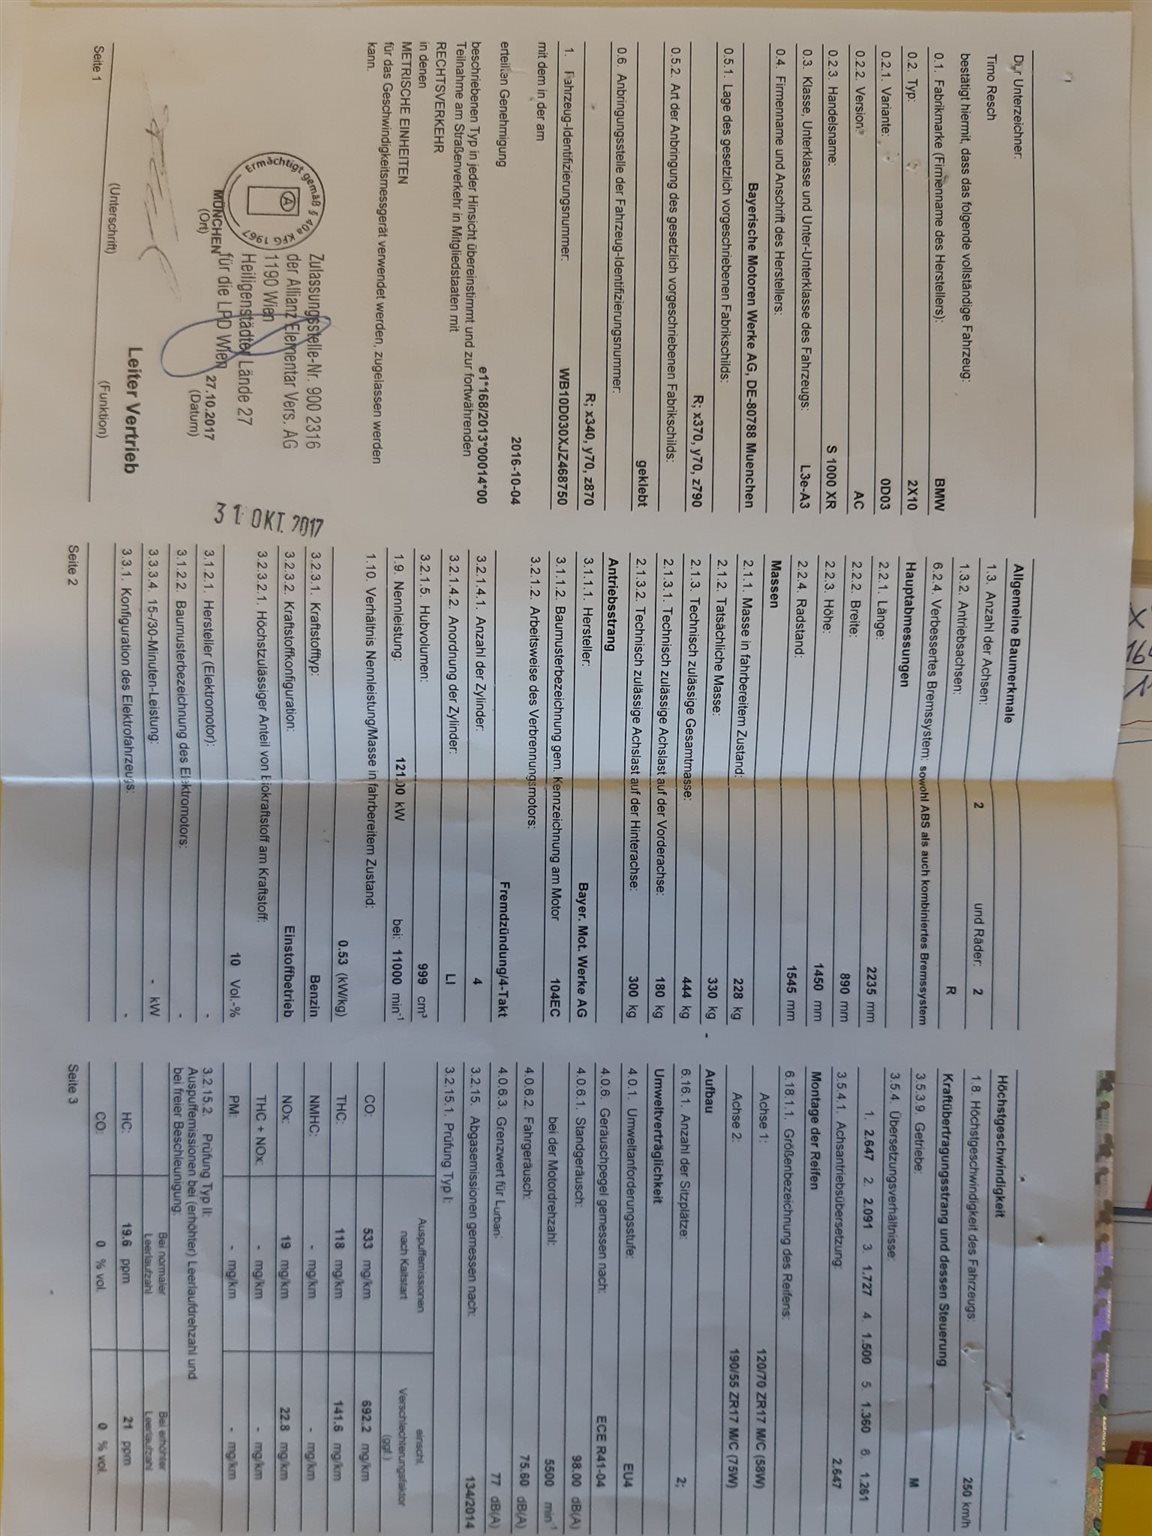 Der Unterzeichner:
Timo Resch
bestätigt hiermit, dass das folgende vollständige Fahrzeug:
0.1. Fabrikmarke (Firmenname des Herstellers): BMW
0.2. Typ: 2X10
0.2.1. Variante: 0D03
0.2.2. Version: AC
0.2.3. Handelsname: S 1000 XR
0.3. Klasse, Unterklasse und Unter-Unterklasse des Fahrzeugs: L3e-A3
0.4. Firmenname und Anschrift des Herstellers:
Bayerische Motoren Werke AG, DE-80788 Muenchen
0.5.1. Lage des gesetzlich vorgeschriebenen Fabrikschilds:
R; x370, y70, z790
0.5.2. Art der Anbringung des gesetzlich vorgeschriebenen Fabrikschilds:
geklebt
0.6. Anbringungsstelle der Fahrzeug-Identifizierungsnummer:
R; x340, y70, z870
1. Fahrzeug-Identifizierungsnummer: WB10D030XJZ468750
mit dem in der am 2016-10-04
erteilten Genehmigung e1*168/2013*00014*00
beschriebenen Typ in jeder Hinsicht übereinstimmt und zur fortwährenden
Teilnahme am Straßenverkehr in Mitgliedstaaten mit
RECHTSVERKEHR
in denen
METRISCHE EINHEITEN
für das Geschwindigkeitsmessgerät verwendet werden, zugelassen werden
kann.
Ermächtigt gemäß § 40a KFG 1967
Zulassungsstelle-Nr. 900 2316
der Allianz Elementar Vers. AG
1190 Wien
Heiligenstädter Lände 27
für die LPD Wien
MÜNCHEN 27.10.2017
(Ort) (Datum)
Leiter Vertrieb
(Unterschrift) (Funktion)
Seite 1
31. OKT. 2017
Allgemeine Baumerkmale
1.3. Anzahl der Achsen: 2 und Räder: 2
1.3.2. Antriebsachsen: R
6.2.4. Verbessertes Bremssystem: sowohl ABS als auch kombiniertes Bremssystem
Hauptabmessungen
2.2.1. Länge: 2235 mm
2.2.2. Breite: 890 mm
2.2.3. Höhe: 1450 mm
2.2.4. Radstand: 1545 mm
Massen
2.1.1. Masse in fahrbereitem Zustand: 228 kg
2.1.2. Tatsächliche Masse: 330 kg
2.1.3. Technisch zulässige Gesamtmasse: 444 kg
2.1.3.1. Technisch zulässige Achslast auf der Vorderachse: 180 kg
2.1.3.2. Technisch zulässige Achslast auf der Hinterachse: 300 kg
Antriebsstrang
3.1.1.1. Hersteller: Bayer. Mot. Werke AG
3.1.1.2. Baumusterbezeichnung gem. Kennzeichnung am Motor 104EC
3.2.1.2. Arbeitsweise des Verbrennungsmotors:
Fremdzündung/4-Takt
3.2.1.4.1. Anzahl der Zylinder: 4
3.2.1.4.2. Anordnung der Zylinder: LI
3.2.1.5. Hubvolumen: 999 cm³
1.9. Nennleistung: 121.00 kW bei: 11000 min⁻¹
1.10. Verhältnis Nennleistung/Masse in fahrbereitem Zustand:
0.53 (kW/kg)
3.2.3.1. Kraftstofftyp: Benzin
3.2.3.2. Kraftstoffkonfiguration: Einstoffbetrieb
3.2.3.2.1. Höchstzulässiger Anteil von Biokraftstoff am Kraftstoff:
10 Vol.-%
3.1.2.1. Hersteller (Elektromotor): -
3.1.2.2. Baumusterbezeichnung des Elektromotors: -
3.3.3.4. 15-/30-Minuten-Leistung: - kW
3.3.1. Konfiguration des Elektrofahrzeugs: -
Seite 2
Höchstgeschwindigkeit
1.8. Höchstgeschwindigkeit des Fahrzeugs: 250 km/h
Kraftübertragungsstrang und dessen Steuerung
3.5.3.9. Getriebe: M
3.5.4. Übersetzungsverhältnisse:
1. 2.647 2. 2.091 3. 1.727 4. 1.500 5. 1.360 6. 1.261
3.5.4.1. Achsantriebsübersetzung: 2.647
Montage der Reifen
6.18.1.1. Größenbezeichnung des Reifens:
Achse 1: 120/70 ZR17 M/C (58W)
Achse 2: 190/55 ZR17 M/C (75W)
Aufbau
6.16.1. Anzahl der Sitzplätze: 2;
Umweltverträglichkeit
4.0.1. Umweltanforderungsstufe: EU4
4.0.6. Geräuschpegel gemessen nach: ECE R41-04
4.0.6.1. Standgeräusch: 98.00 dB(A)
bei der Motordrehzahl: 5500 min⁻¹
4.0.6.2. Fahrgeräusch: 75.60 dB(A)
4.0.6.3. Grenzwert für Lurban: 77 dB(A)
3.2.15. Abgasemissionen gemessen nach: 134/2014
3.2.15.1. Prüfung Typ I:
Auspuffemissionen nach Kaltstart
einschl. Verschlechterungsfaktor (ggf.)
CO: 533 mg/km 692.2 mg/km
THC: 118 mg/km 141.6 mg/km
NOx: 19 mg/km 22.8 mg/km
NMHC: - mg/km - mg/km
THC + NOx: - mg/km - mg/km
PM: - mg/km - mg/km
3.2.15.2. Prüfung Typ II:
Auspuffemissionen bei (erhöhter) Leerlaufdrehzahl und
bei freier Beschleunigung:
Bei normaler Leerlaufzahl
Bei erhöhter Leerlaufzahl
HC: 19.6 ppm 21 ppm
CO: 0 % vol. 0 % vol.
Seite 3